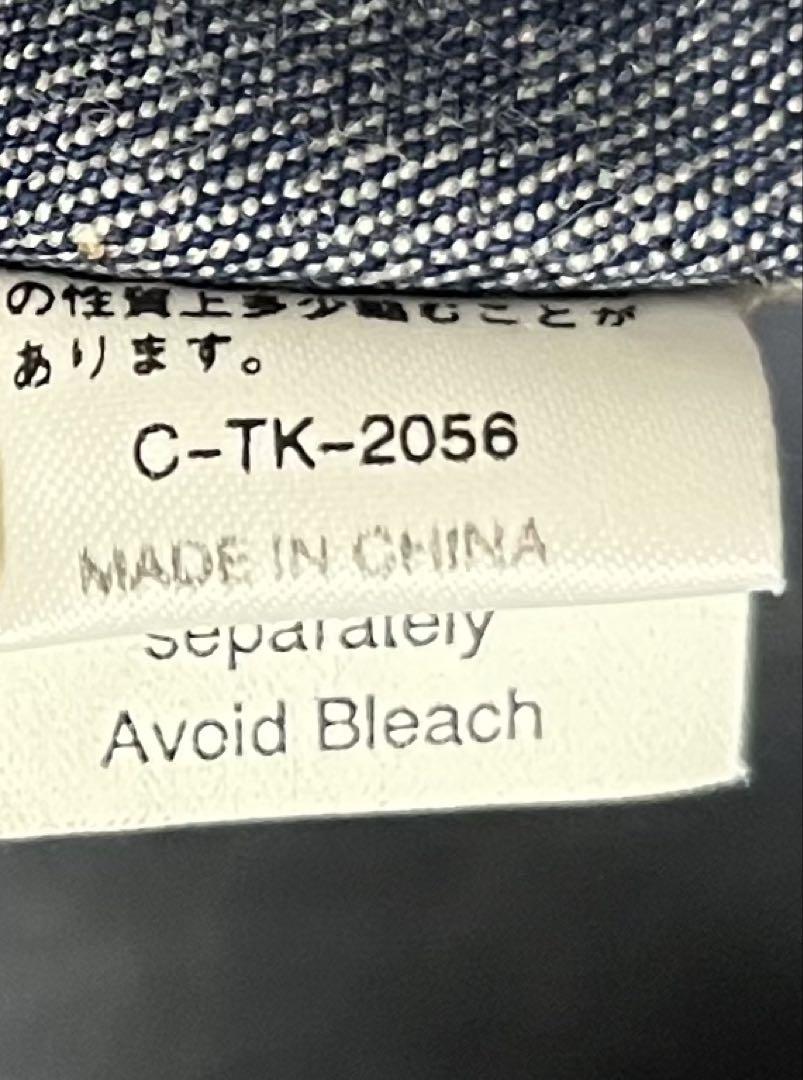 の性質上多少縮むことが
あります。
C-TK-2056
MADE IN CHINA
separately
Avoid Bleach